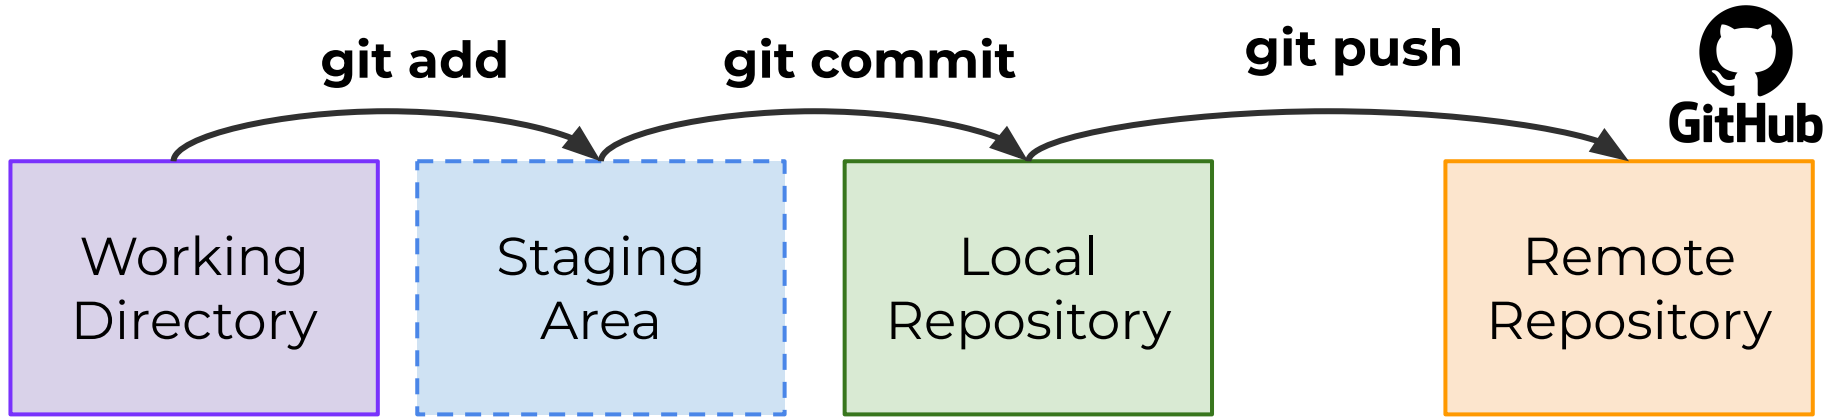 git add
git commit
git push
GitHub
Working
Directory
Staging
Area
Local
Repository
Remote
Repository